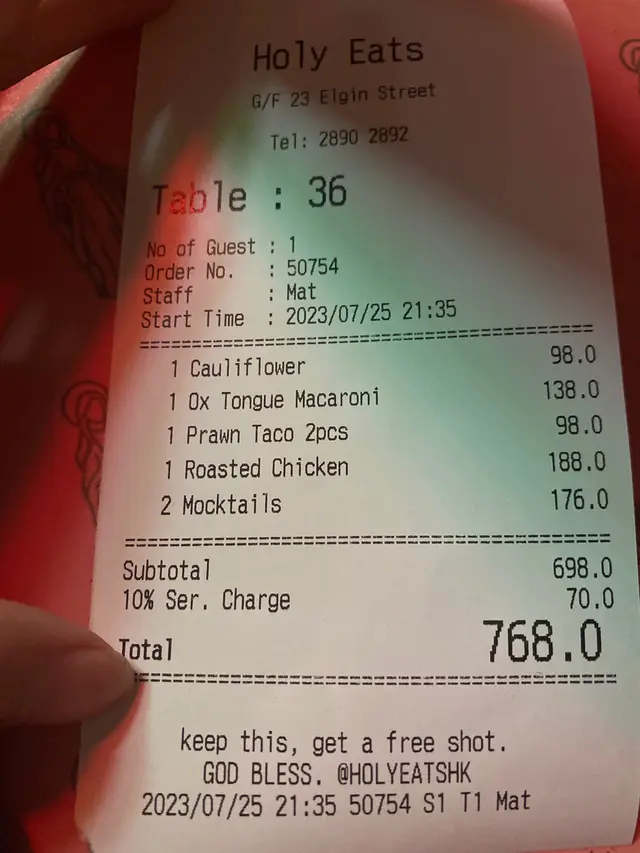 Holy Eats
G/F 23 Elgin Street
Tel: 2890 2892
Table : 36
No of Guest : 1
Order No. : 50754
Staff : Mat
Start Time : 2023/07/25 21:35
==========================================
1 Cauliflower 98.0
1 Ox Tongue Macaroni 138.0
1 Prawn Taco 2pcs 98.0
1 Roasted Chicken 188.0
2 Mocktails 176.0
==========================================
Subtotal 698.0
10% Ser. Charge 70.0
Total 768.0
==========================================
keep this, get a free shot.
GOD BLESS. @HOLYEATSHK
2023/07/25 21:35 50754 S1 T1 Mat